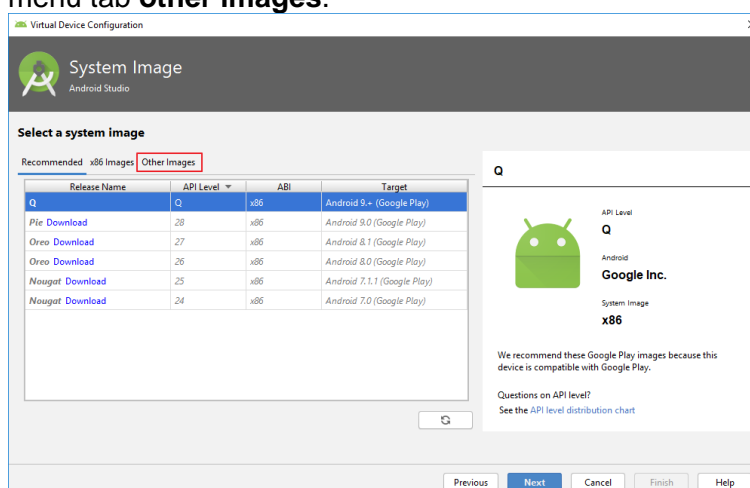 menu tab other images.
Virtual Device Configuration
System Image
Android Studio
Select a system image
Recommended x86 Images Other Images
Release Name API Level ABI Target
Q Q x86 Android 9.+ (Google Play)
Pie Download 28 x86 Android 9.0 (Google Play)
Oreo Download 27 x86 Android 8.1 (Google Play)
Oreo Download 26 x86 Android 8.0 (Google Play)
Nougat Download 25 x86 Android 7.1.1 (Google Play)
Nougat Download 24 x86 Android 7.0 (Google Play)
Q
API Level
Q
Android
Google Inc.
System Image
x86
We recommend these Google Play images because this
device is compatible with Google Play.
Questions on API level?
See the API level distribution chart
Previous Next Cancel Finish Help